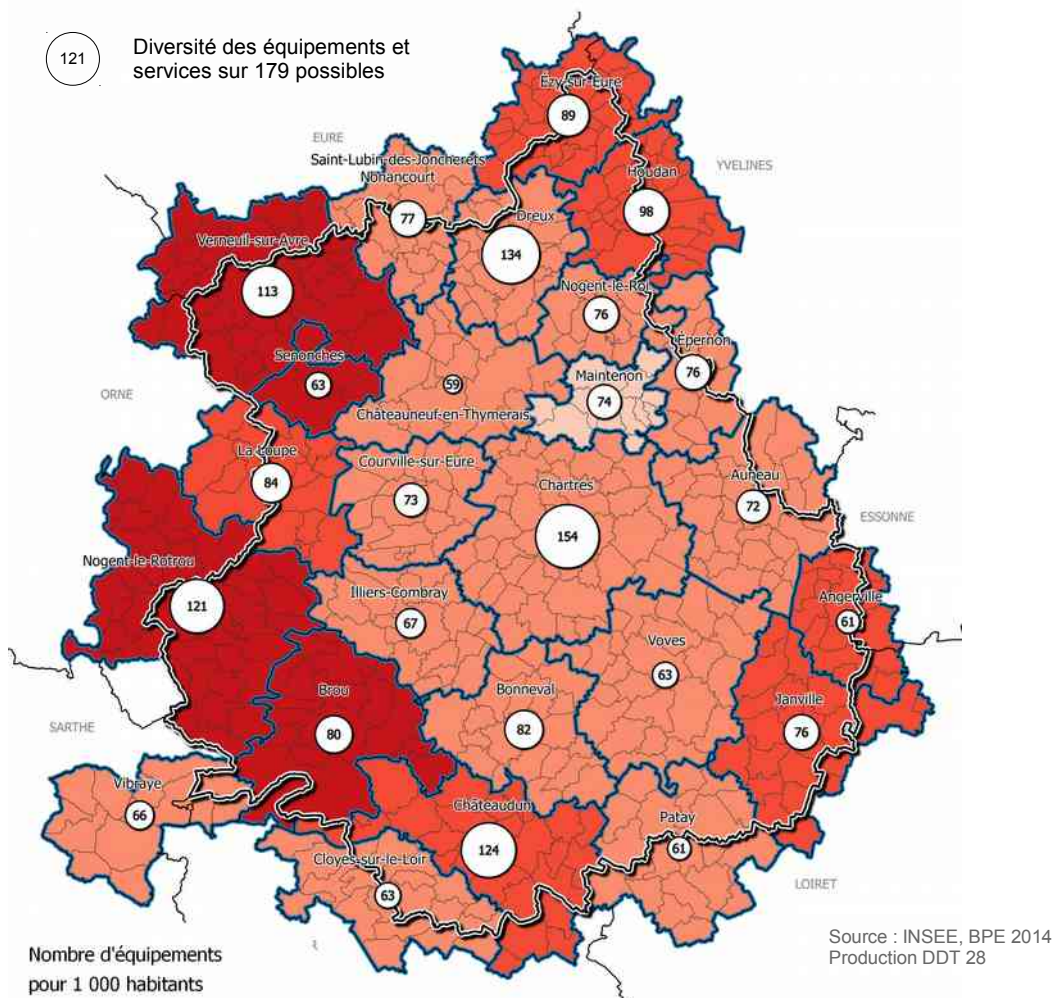 121
Diversité des équipements et
services sur 179 possibles
Ézy-sur-Eure
89
EURE
Saint-Lubin-des-Joncherets
Nonancourt
77
YVELINES
Houdan
98
Dreux
134
Verneuil-sur-Avre
113
Nogent-le-Roi
76
Épernon
76
Senonches
63
59
Châteauneuf-en-Thymerais
Maintenon
74
ORNE
La Loupe
84
Courville-sur-Eure
73
Chartres
154
Auneau
72
ESSONNE
Nogent-le-Rotrou
121
Illiers-Combray
67
Angerville
61
Voves
63
Brou
80
Bonneval
82
Janville
76
SARTHE
Vibraye
66
Châteaudun
124
Patay
61
Cloyes-sur-le-Loir
63
LOIRET
Nombre d'équipements
pour 1 000 habitants
Source : INSEE, BPE 2014
Production DDT 28